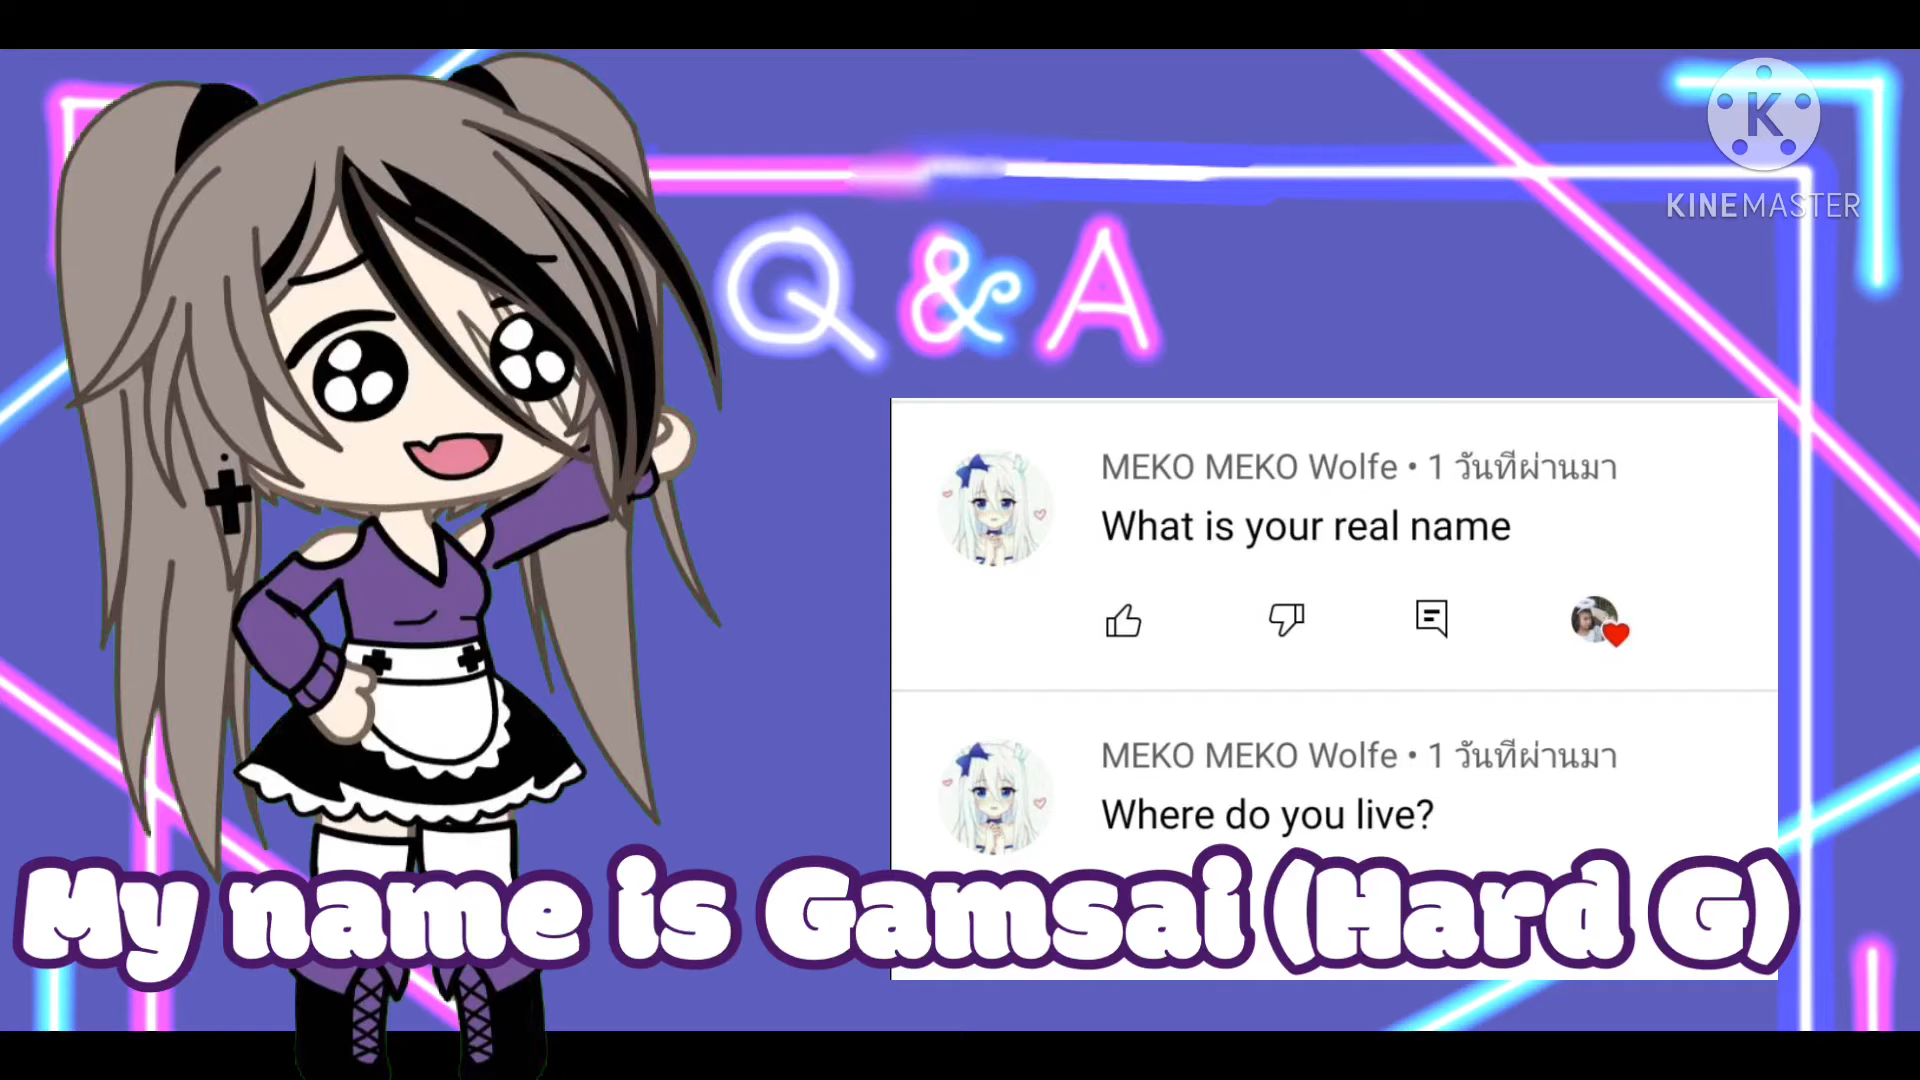 K
KINEMASTER
Q & A
MEKO MEKO Wolfe • 1 วันที่ผ่านมา
What is your real name
MEKO MEKO Wolfe • 1 วันที่ผ่านมา
Where do you live?
My name is Gamsai (Hard G)